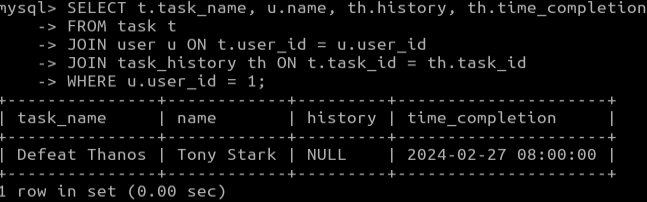 mysql> SELECT t.task_name, u.name, th.history, th.time_completion
    -> FROM task t
    -> JOIN user u ON t.user_id = u.user_id
    -> JOIN task_history th ON t.task_id = th.task_id
    -> WHERE u.user_id = 1;
+---------------+------------+---------+---------------------+
| task_name     | name       | history | time_completion     |
+---------------+------------+---------+---------------------+
| Defeat Thanos | Tony Stark | NULL    | 2024-02-27 08:00:00 |
+---------------+------------+---------+---------------------+
1 row in set (0.00 sec)